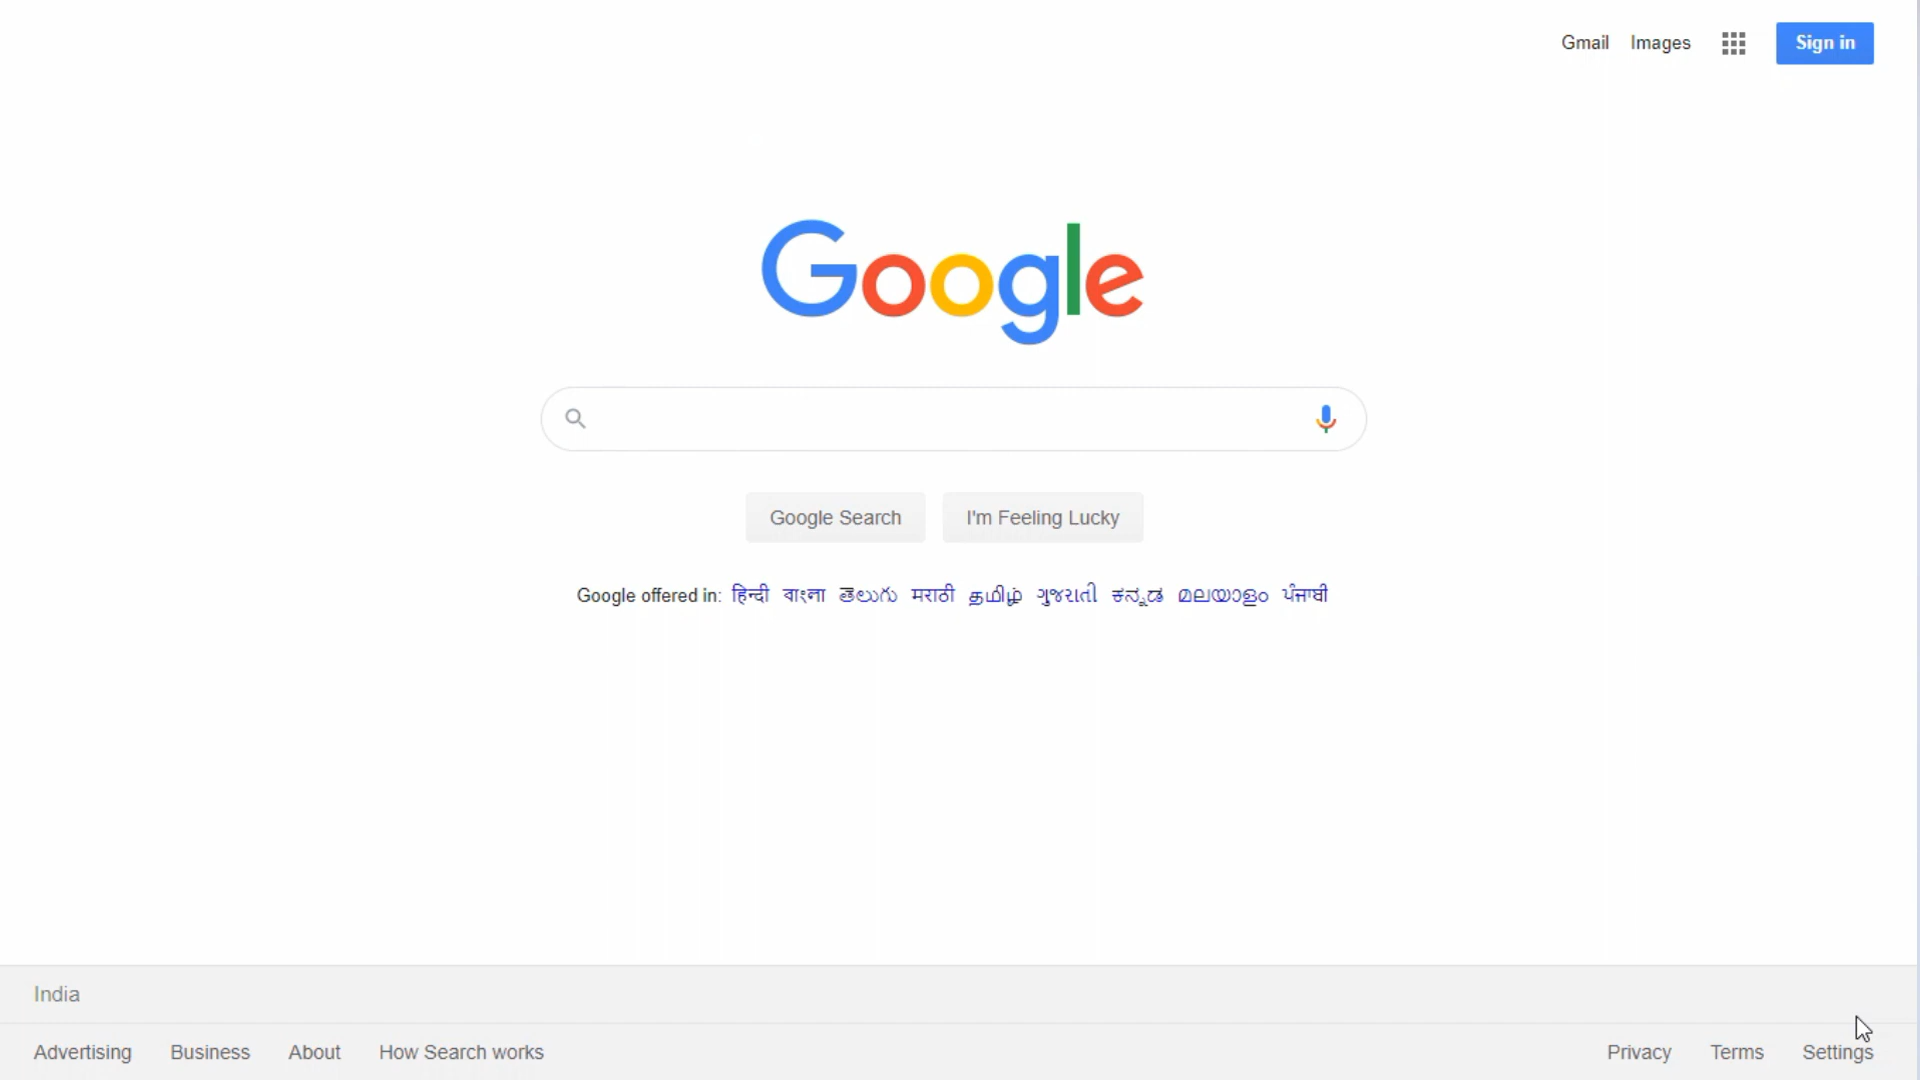 Gmail Images Sign in
Google
Google Search I'm Feeling Lucky
Google offered in: हिन्दी বাংলা తెలుగు मराठी தமிழ் ગુજરાતી ಕನ್ನಡ മലയാളം ਪੰਜਾਬੀ
India
Advertising Business About How Search works Privacy Terms Settings